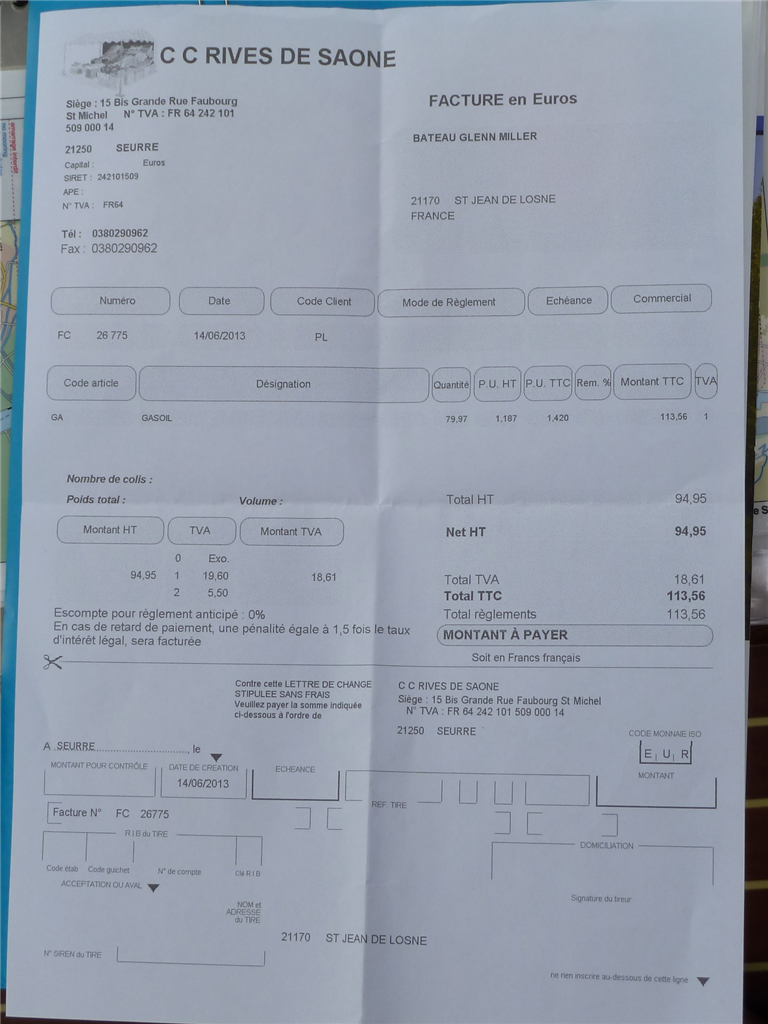 C C RIVES DE SAONE
Siège : 15 Bis Grande Rue Faubourg
St Michel N° TVA : FR 64 242 101
509 000 14
21250 SEURRE
Capital : Euros
SIRET : 242101509
APE :
N° TVA : FR64
Tél : 0380290962
Fax : 0380290962
FACTURE en Euros
BATEAU GLENN MILLER
21170 ST JEAN DE LOSNE
FRANCE
Numéro Date Code Client Mode de Règlement Echéance Commercial
FC 26 775 14/06/2013 PL
Code article Désignation Quantité P.U. HT P.U. TTC Rem. % Montant TTC TVA
GA GASOIL 79,97 1,187 1,420 113,56 1
Nombre de colis :
Poids total : Volume :
Montant HT TVA Montant TVA
0 Exo.
94,95 1 19,60 18,61
2 5,50
Total HT 94,95
Net HT 94,95
Total TVA 18,61
Total TTC 113,56
Total règlements 113,56
MONTANT À PAYER
Soit en Francs français
Escompte pour réglement anticipé : 0%
En cas de retard de paiement, une pénalité égale à 1,5 fois le taux
d'intérêt légal, sera facturée
Contre cette LETTRE DE CHANGE
STIPULEE SANS FRAIS
Veuillez payer la somme indiquée
ci-dessous à l'ordre de
C C RIVES DE SAONE
Siège : 15 Bis Grande Rue Faubourg St Michel
N° TVA : FR 64 242 101 509 000 14
21250 SEURRE
CODE MONNAIE ISO
E U R
A SEURRE, le
MONTANT POUR CONTRÔLE DATE DE CREATION ECHEANCE MONTANT
14/06/2013
REF. TIRE
Facture N° FC 26775
R I B du TIRE
DOMICILIATION
Code étab Code guichet N° de compte Clé R I B
ACCEPTATION OU AVAL
Signature du tireur
NOM et
ADRESSE
du TIRE
21170 ST JEAN DE LOSNE
N° SIREN du TIRE
ne rien inscrire au-dessous de cette ligne